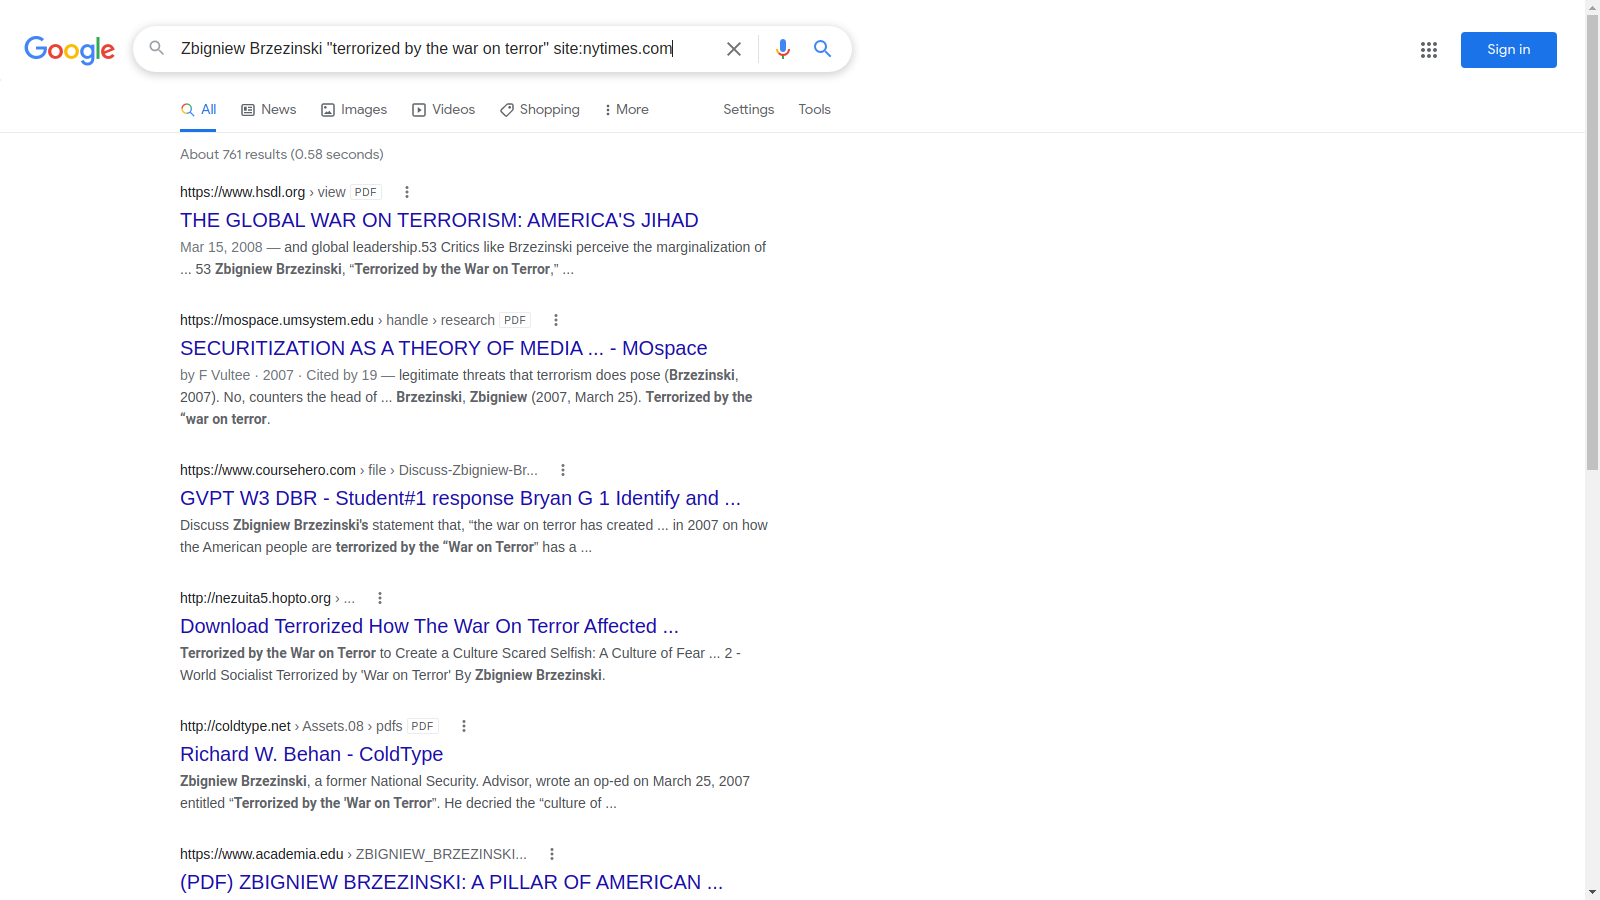 Google
Zbigniew Brzezinski "terrorized by the war on terror" site:nytimes.com
Sign in
All
News
Images
Videos
Shopping
More
Settings
Tools
About 761 results (0.58 seconds)
https://www.hsdl.org › view PDF
THE GLOBAL WAR ON TERRORISM: AMERICA'S JIHAD
Mar 15, 2008 — and global leadership.53 Critics like Brzezinski perceive the marginalization of
... 53 Zbigniew Brzezinski, “Terrorized by the War on Terror,” ...
https://mospace.umsystem.edu › handle › research PDF
SECURITIZATION AS A THEORY OF MEDIA ... - MOspace
by F Vultee · 2007 · Cited by 19 — legitimate threats that terrorism does pose (Brzezinski,
2007). No, counters the head of ... Brzezinski, Zbigniew (2007, March 25). Terrorized by the
“war on terror.
https://www.coursehero.com › file › Discuss-Zbigniew-Br...
GVPT W3 DBR - Student#1 response Bryan G 1 Identify and ...
Discuss Zbigniew Brzezinski's statement that, “the war on terror has created ... in 2007 on how
the American people are terrorized by the “War on Terror” has a ...
http://nezuita5.hopto.org › ...
Download Terrorized How The War On Terror Affected ...
Terrorized by the War on Terror to Create a Culture Scared Selfish: A Culture of Fear ... 2 -
World Socialist Terrorized by 'War on Terror' By Zbigniew Brzezinski.
http://coldtype.net › Assets.08 › pdfs PDF
Richard W. Behan - ColdType
Zbigniew Brzezinski, a former National Security. Advisor, wrote an op-ed on March 25, 2007
entitled “Terrorized by the 'War on Terror”. He decried the “culture of ...
https://www.academia.edu › ZBIGNIEW_BRZEZINSKI...
(PDF) ZBIGNIEW BRZEZINSKI: A PILLAR OF AMERICAN ...